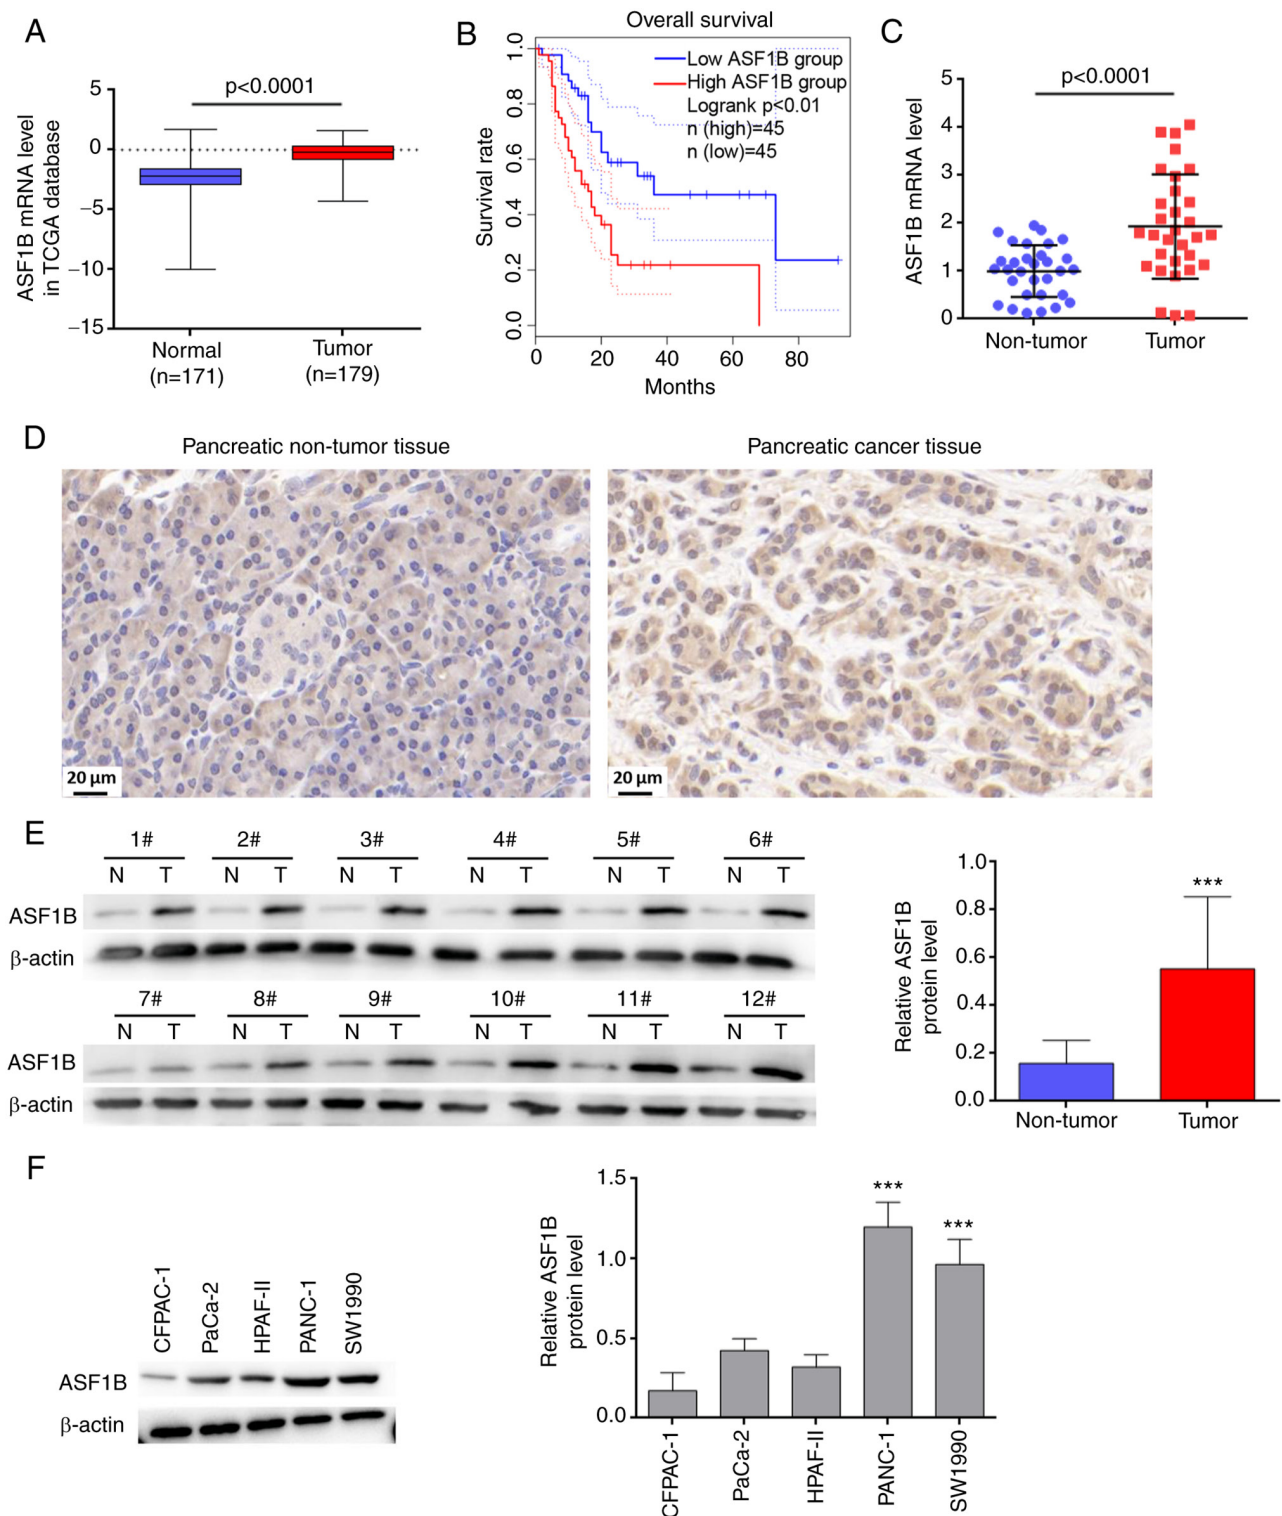 A
ASF1B mRNA level
in TCGA database
5
0
−5
−10
−15
p<0.0001
Normal
(n=171)
Tumor
(n=179)
B
Overall survival
Survival rate
1.0
0.8
0.6
0.4
0.2
0.0
Low ASF1B group
High ASF1B group
Logrank p<0.01
n (high)=45
n (low)=45
0 20 40 60 80
Months
C
ASF1B mRNA level
5
4
3
2
1
0
p<0.0001
Non-tumor Tumor
D
Pancreatic non-tumor tissue
Pancreatic cancer tissue
20 μm
20 μm
E
1# 2# 3# 4# 5# 6#
N T N T N T N T N T N T
ASF1B
β-actin
7# 8# 9# 10# 11# 12#
N T N T N T N T N T N T
ASF1B
β-actin
Relative ASF1B
protein level
1.0
0.8
0.6
0.4
0.2
0.0
***
Non-tumor Tumor
F
CFPAC-1
PaCa-2
HPAF-II
PANC-1
SW1990
ASF1B
β-actin
Relative ASF1B
protein level
1.5
1.0
0.5
0.0
***
***
CFPAC-1
PaCa-2
HPAF-II
PANC-1
SW1990